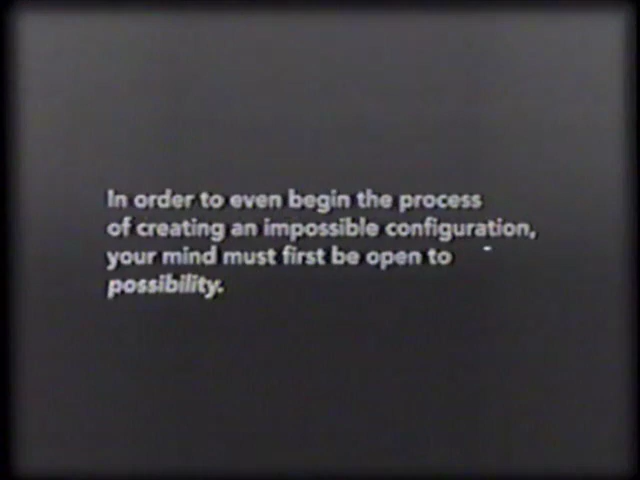 In order to even begin the process
of creating an impossible configuration,
your mind must first be open to
possibility.